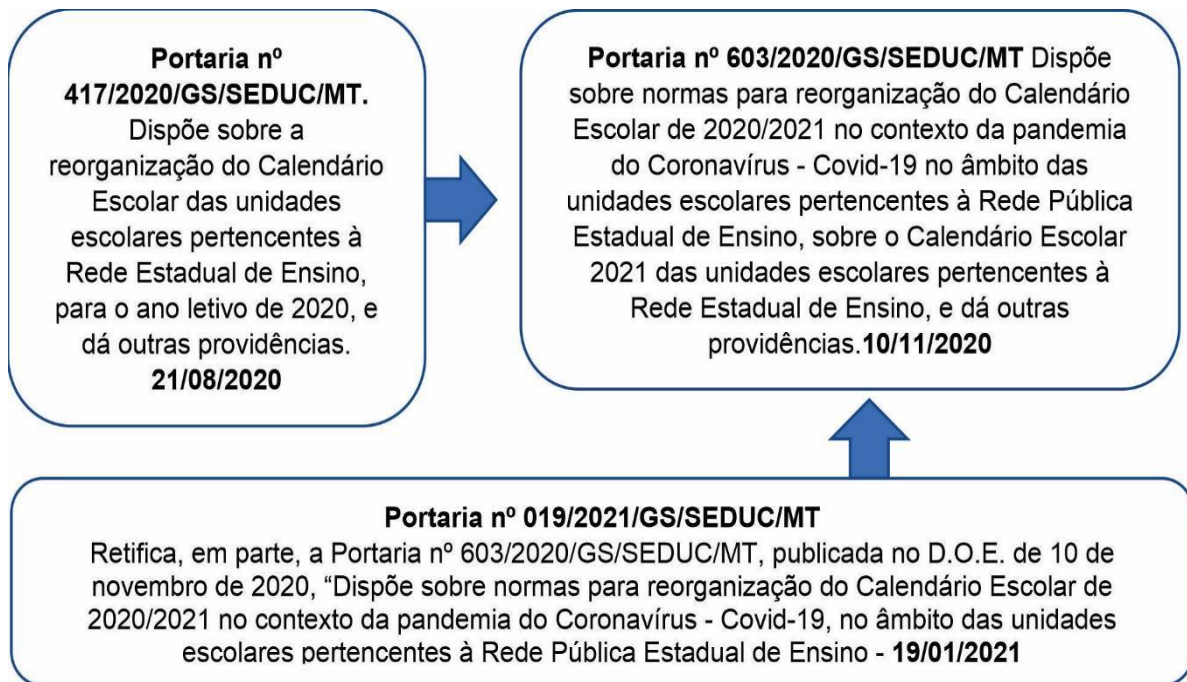 Portaria nº
417/2020/GS/SEDUC/MT.
Dispõe sobre a
reorganização do Calendário
Escolar das unidades
escolares pertencentes à
Rede Estadual de Ensino,
para o ano letivo de 2020, e
dá outras providências.
21/08/2020
Portaria nº 603/2020/GS/SEDUC/MT Dispõe
sobre normas para reorganização do Calendário
Escolar de 2020/2021 no contexto da pandemia
do Coronavírus - Covid-19 no âmbito das
unidades escolares pertencentes à Rede Pública
Estadual de Ensino, sobre o Calendário Escolar
2021 das unidades escolares pertencentes à
Rede Estadual de Ensino, e dá outras
providências.10/11/2020
Portaria nº 019/2021/GS/SEDUC/MT
Retifica, em parte, a Portaria nº 603/2020/GS/SEDUC/MT, publicada no D.O.E. de 10 de
novembro de 2020, “Dispõe sobre normas para reorganização do Calendário Escolar de
2020/2021 no contexto da pandemia do Coronavírus - Covid-19, no âmbito das unidades
escolares pertencentes à Rede Pública Estadual de Ensino - 19/01/2021